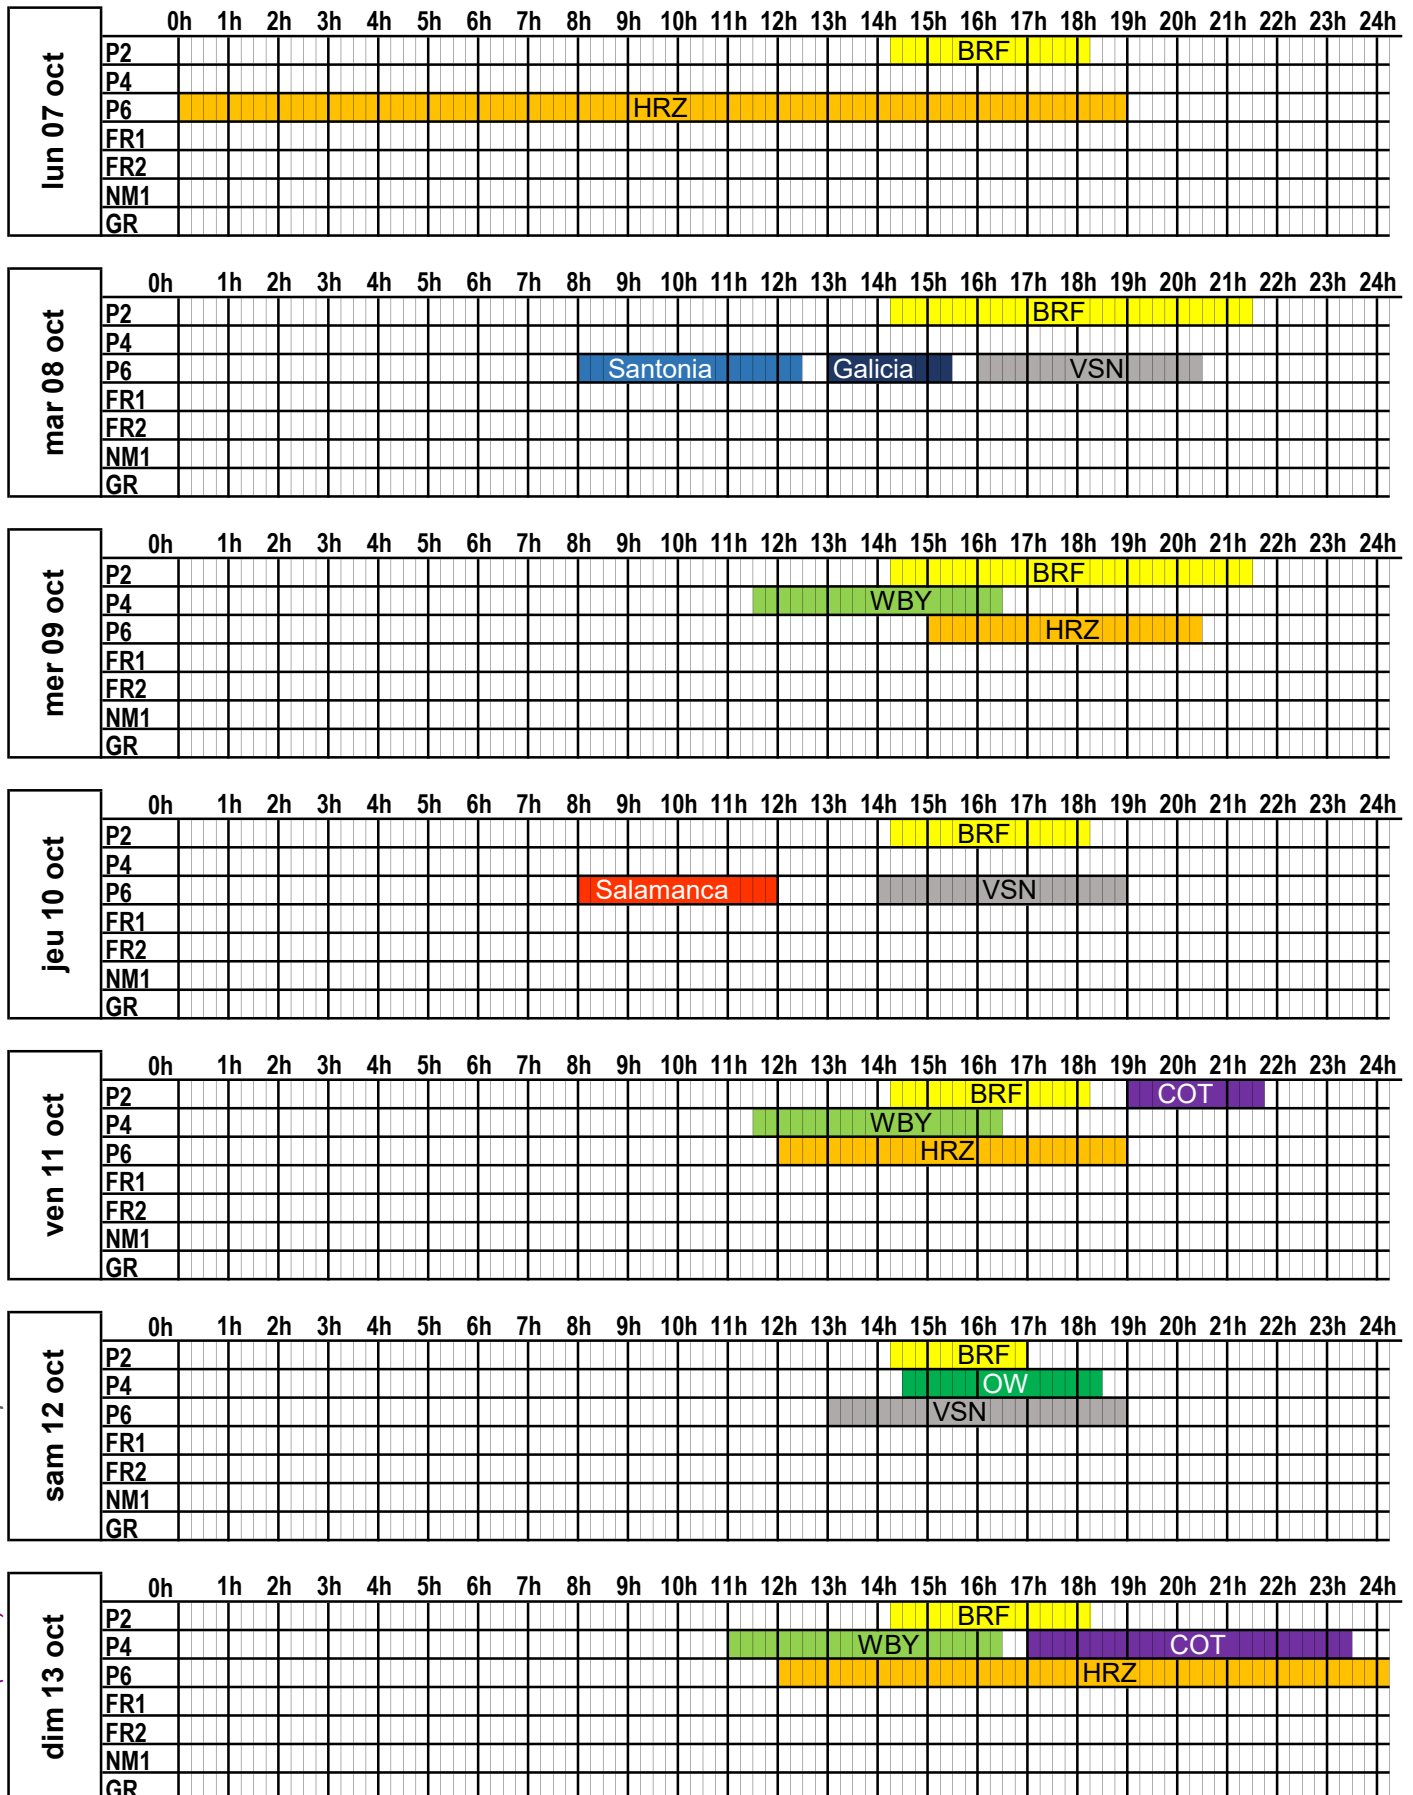 0h 1h 2h 3h 4h 5h 6h 7h 8h 9h 10h 11h 12h 13h 14h 15h 16h 17h 18h 19h 20h 21h 22h 23h 24h
lun 07 oct
P2 BRF
P4
P6 HRZ
FR1
FR2
NM1
GR
0h 1h 2h 3h 4h 5h 6h 7h 8h 9h 10h 11h 12h 13h 14h 15h 16h 17h 18h 19h 20h 21h 22h 23h 24h
mar 08 oct
P2 BRF
P4
P6 Santonia Galicia VSN
FR1
FR2
NM1
GR
0h 1h 2h 3h 4h 5h 6h 7h 8h 9h 10h 11h 12h 13h 14h 15h 16h 17h 18h 19h 20h 21h 22h 23h 24h
mer 09 oct
P2 BRF
P4 WBY
P6 HRZ
FR1
FR2
NM1
GR
0h 1h 2h 3h 4h 5h 6h 7h 8h 9h 10h 11h 12h 13h 14h 15h 16h 17h 18h 19h 20h 21h 22h 23h 24h
jeu 10 oct
P2 BRF
P4
P6 Salamanca VSN
FR1
FR2
NM1
GR
0h 1h 2h 3h 4h 5h 6h 7h 8h 9h 10h 11h 12h 13h 14h 15h 16h 17h 18h 19h 20h 21h 22h 23h 24h
ven 11 oct
P2 BRF COT
P4 WBY
P6 HRZ
FR1
FR2
NM1
GR
0h 1h 2h 3h 4h 5h 6h 7h 8h 9h 10h 11h 12h 13h 14h 15h 16h 17h 18h 19h 20h 21h 22h 23h 24h
sam 12 oct
P2 BRF
P4 OW
P6 VSN
FR1
FR2
NM1
GR
0h 1h 2h 3h 4h 5h 6h 7h 8h 9h 10h 11h 12h 13h 14h 15h 16h 17h 18h 19h 20h 21h 22h 23h 24h
dim 13 oct
P2 BRF
P4 WBY COT
P6 HRZ
FR1
FR2
NM1
GR